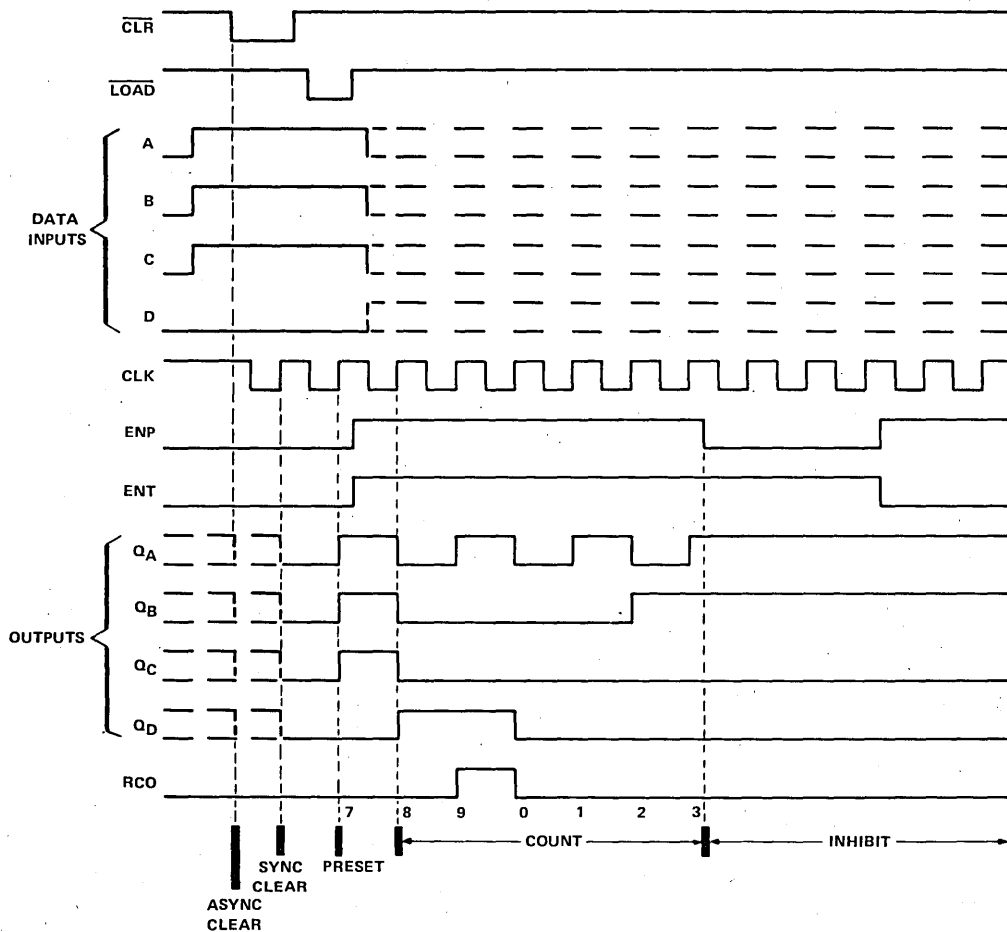 CLR
LOAD
A
B
DATA
INPUTS
C
D
CLK
ENP
ENT
QA
QB
OUTPUTS
QC
QD
RCO
7 8 9 0 1 2 3
COUNT INHIBIT
SYNC
CLEAR
PRESET
ASYNC
CLEAR